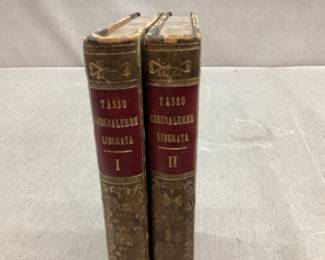 TASSO
GERUSALEMME
LIBERATA
I
TASSO
GERUSALEMME
LIBERATA
II